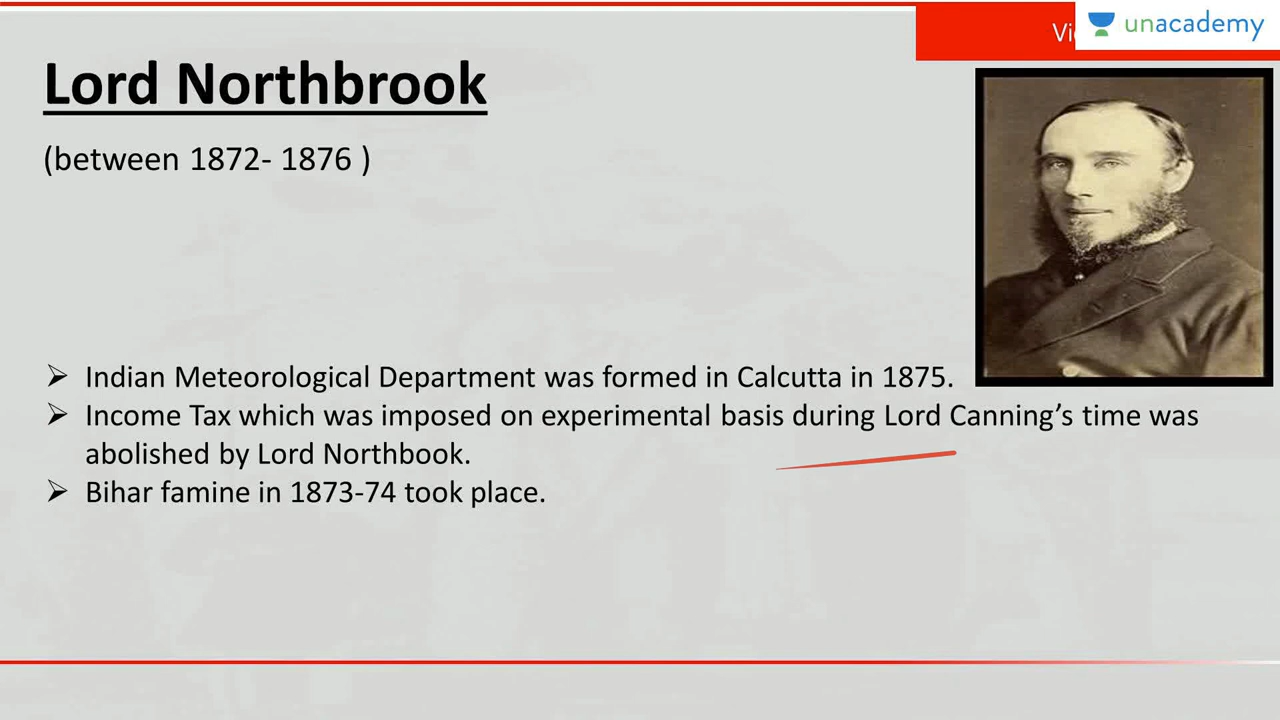 Vi
unacademy
Lord Northbrook
(between 1872- 1876 )
➢ Indian Meteorological Department was formed in Calcutta in 1875.
➢ Income Tax which was imposed on experimental basis during Lord Canning’s time was
abolished by Lord Northbook.
➢ Bihar famine in 1873-74 took place.